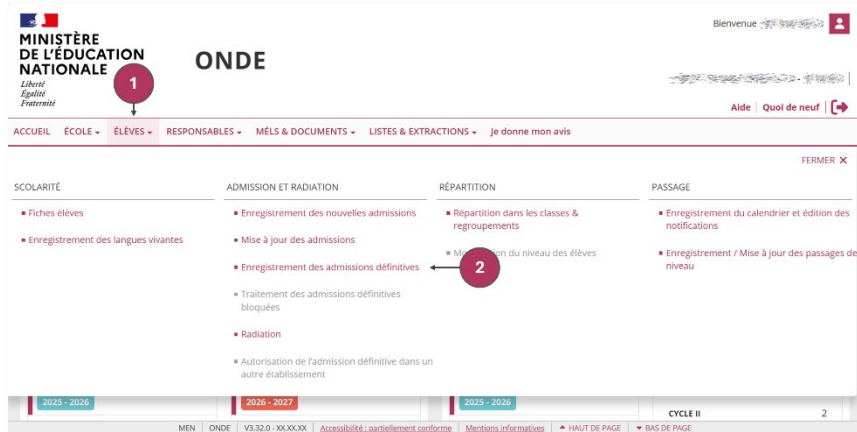 MINISTÈRE
DE L'ÉDUCATION
NATIONALE
Liberté
Égalité
Fraternité
ONDE
Bienvenue
1
Aide | Quoi de neuf |
ACCUEIL ÉCOLE ÉLÈVES RESPONSABLES MÉLS & DOCUMENTS LISTES & EXTRACTIONS Je donne mon avis
FERMER X
SCOLARITÉ
Fiches élèves
Enregistrement des langues vivantes
ADMISSION ET RADIATION
Enregistrement des nouvelles admissions
Mise à jour des admissions
Enregistrement des admissions définitives
2
Traitement des admissions définitives
bloquées
Radiation
Autorisation de l'admission définitive dans un
autre établissement
RÉPARTITION
Répartition dans les classes &
regroupements
du niveau des élèves
PASSAGE
Enregistrement du calendrier et édition des
notifications
Enregistrement / Mise à jour des passages de
niveau
2025 - 2026
2026 - 2027
2025 - 2026
CYCLE II 2
MEN | ONDE | V3.32.0 - XX.XX.XX | Accessibilité : partiellement conforme | Mentions informatives | HAUT DE PAGE | BAS DE PAGE